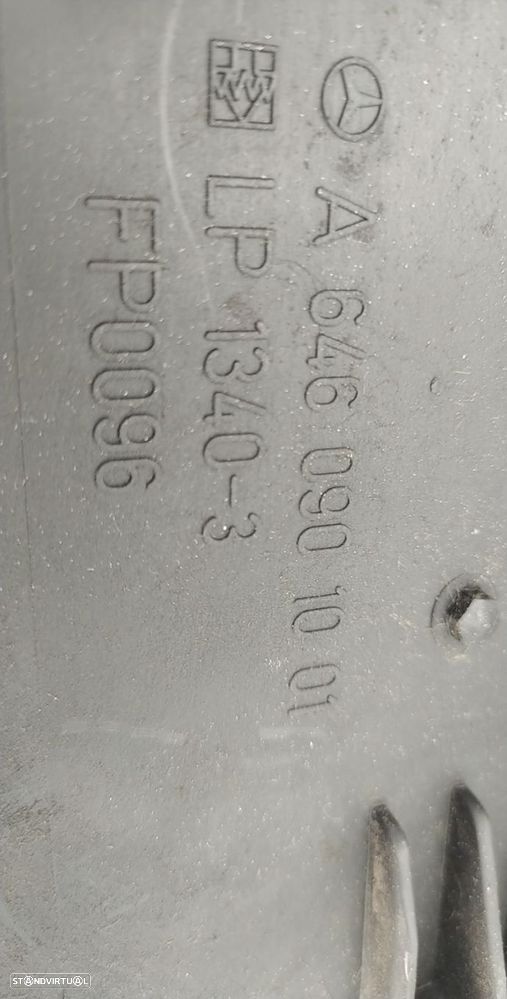 A 646 090 10 01
LP 1340-3
FP0096
STANDVIRTUAL